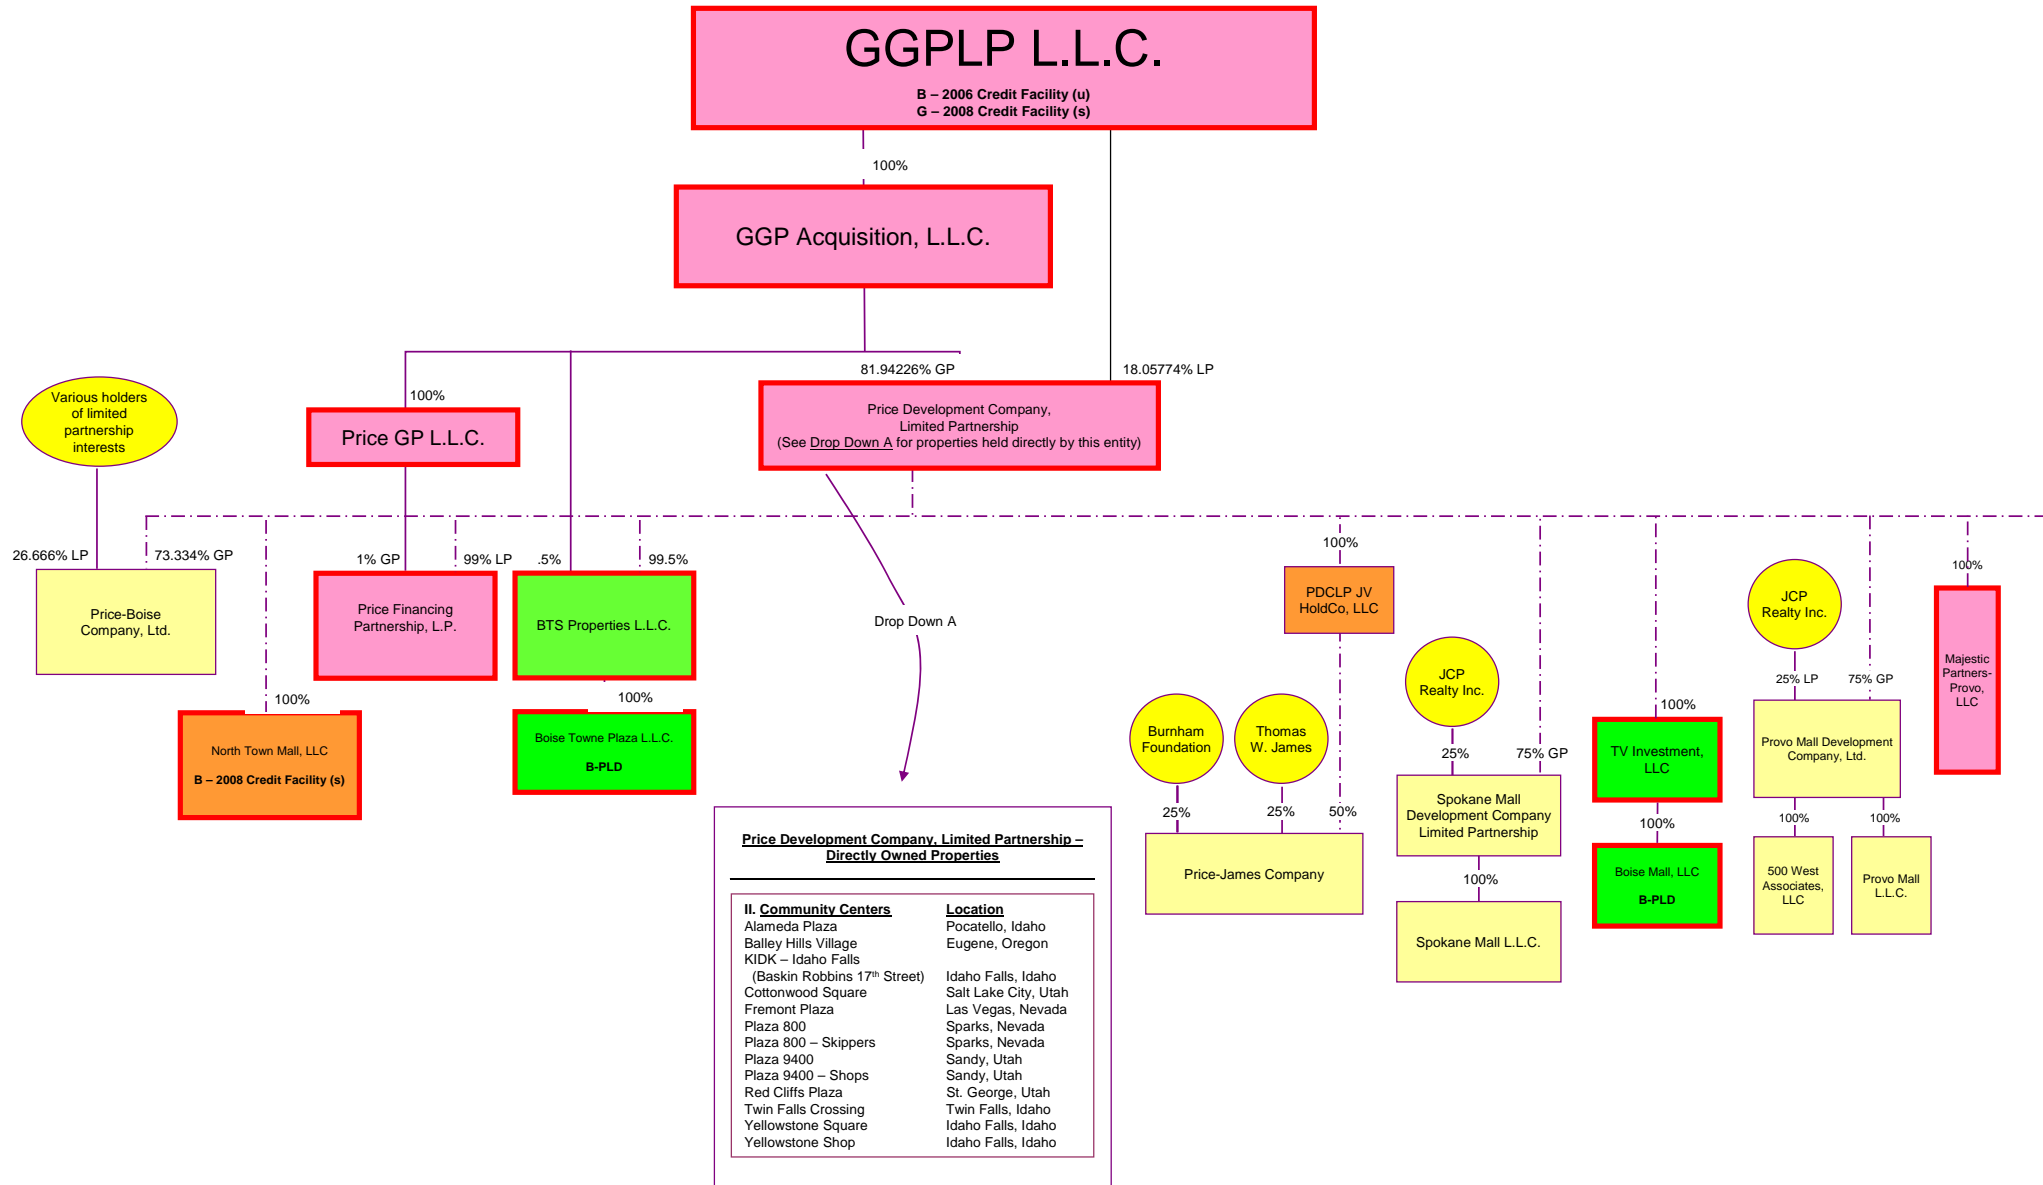 GGPLP L.L.C.
B – 2006 Credit Facility (u)
G – 2008 Credit Facility (s)
100%
GGP Acquisition, L.L.C.
81.94226% GP
18.05774% LP
Various holders
of limited
partnership
interests
100%
Price GP L.L.C.
Price Development Company,
Limited Partnership
(See Drop Down A for properties held directly by this entity)
26.666% LP
73.334% GP
Price-Boise
Company, Ltd.
100%
North Town Mall, LLC
B – 2008 Credit Facility (s)
1% GP
99% LP
Price Financing
Partnership, L.P.
.5%
99.5%
BTS Properties L.L.C.
100%
Boise Towne Plaza L.L.C.
B-PLD
Drop Down A
100%
PDCLP JV
HoldCo, LLC
Burnham
Foundation
Thomas
W. James
25%
25%
50%
Price-James Company
JCP
Realty Inc.
25%
75% GP
Spokane Mall
Development Company
Limited Partnership
100%
Spokane Mall L.L.C.
100%
TV Investment,
LLC
100%
Boise Mall, LLC
B-PLD
JCP
Realty Inc.
25% LP
75% GP
Provo Mall Development
Company, Ltd.
100%
100%
500 West
Associates,
LLC
Provo Mall
L.L.C.
100%
Majestic
Partners-
Provo,
LLC
Price Development Company, Limited Partnership –
Directly Owned Properties
II. Community Centers Location
Alameda Plaza Pocatello, Idaho
Balley Hills Village Eugene, Oregon
KIDK – Idaho Falls
(Baskin Robbins 17th Street) Idaho Falls, Idaho
Cottonwood Square Salt Lake City, Utah
Fremont Plaza Las Vegas, Nevada
Plaza 800 Sparks, Nevada
Plaza 800 – Skippers Sparks, Nevada
Plaza 9400 Sandy, Utah
Plaza 9400 – Shops Sandy, Utah
Red Cliffs Plaza St. George, Utah
Twin Falls Crossing Twin Falls, Idaho
Yellowstone Square Idaho Falls, Idaho
Yellowstone Shop Idaho Falls, Idaho